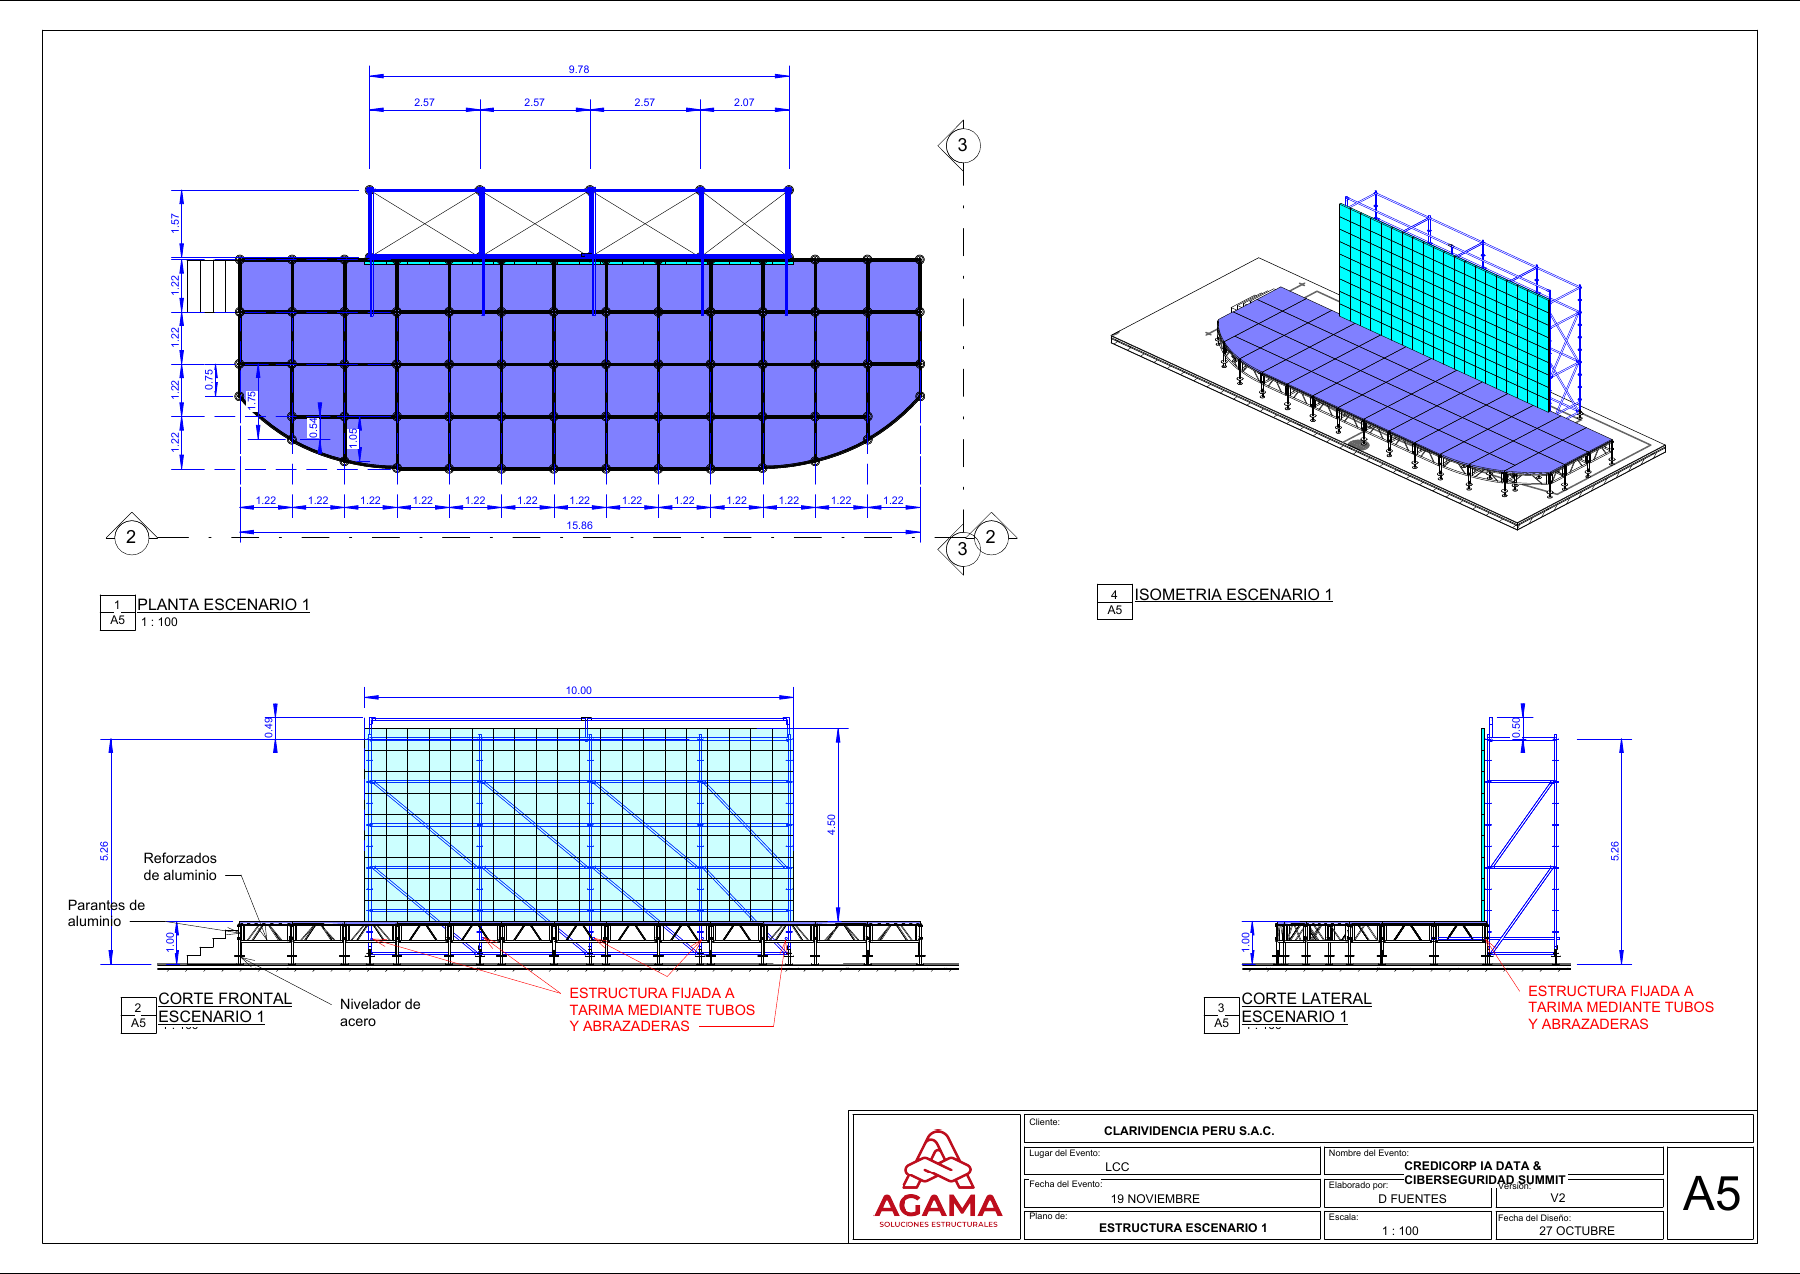 9.78
2.57 2.57 2.57 2.07
3
1.57
1.22
1.22
1.22
1.22
0.75
1.75
0.54
1.05
1.22 1.22 1.22 1.22 1.22 1.22 1.22 1.22 1.22 1.22 1.22 1.22 1.22
15.86
2
3
2
1
A5
PLANTA ESCENARIO 1
1 : 100
4
A5
ISOMETRIA ESCENARIO 1
10.00
0.49
5.26
4.50
1.00
Reforzados
de aluminio
Parantes de
aluminio
Nivelador de
acero
ESTRUCTURA FIJADA A
TARIMA MEDIANTE TUBOS
Y ABRAZADERAS
2
A5
CORTE FRONTAL
ESCENARIO 1
0.50
5.26
1.00
ESTRUCTURA FIJADA A
TARIMA MEDIANTE TUBOS
Y ABRAZADERAS
3
A5
CORTE LATERAL
ESCENARIO 1
AGAMA
SOLUCIONES ESTRUCTURALES
Cliente:
CLARIVIDENCIA PERU S.A.C.
Lugar del Evento:
LCC
Nombre del Evento:
CREDICORP IA DATA &
CIBERSEGURIDAD SUMMIT
Fecha del Evento:
19 NOVIEMBRE
Elaborado por:
D FUENTES
Versión:
V2
Plano de:
ESTRUCTURA ESCENARIO 1
Escala:
1 : 100
Fecha del Diseño:
27 OCTUBRE
A5